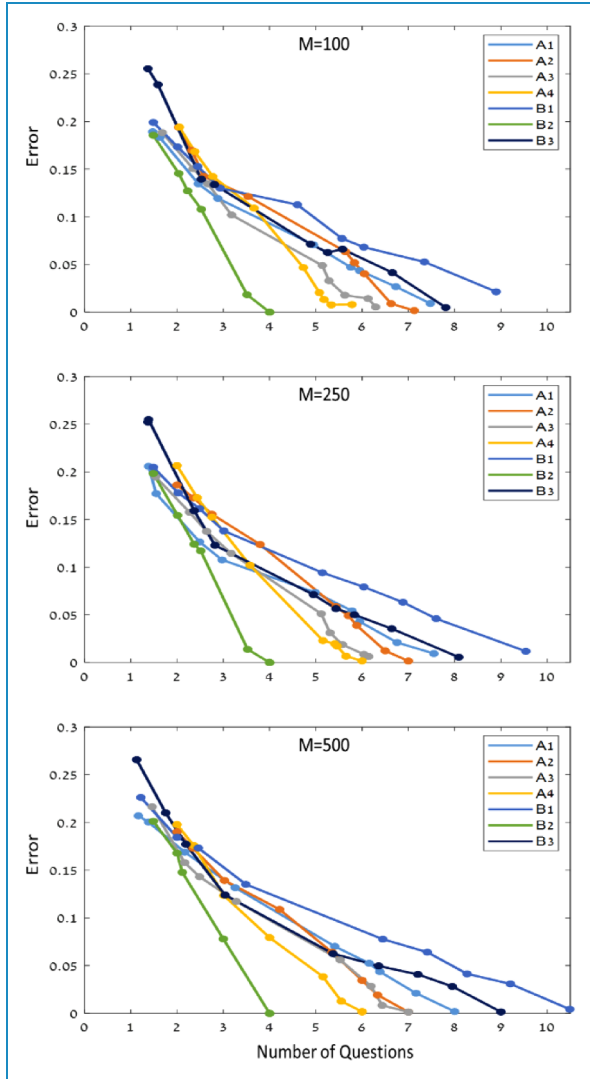 M=100
0.3
0.25
0.2
0.15
0.1
0.05
0
Error
A1
A2
A3
A4
B1
B2
B3
0 1 2 3 4 5 6 7 8 9 10
M=250
0.3
0.25
0.2
0.15
0.1
0.05
0
Error
A1
A2
A3
A4
B1
B2
B3
0 1 2 3 4 5 6 7 8 9 10
M=500
0.3
0.25
0.2
0.15
0.1
0.05
0
Error
A1
A2
A3
A4
B1
B2
B3
0 1 2 3 4 5 6 7 8 9 10
Number of Questions